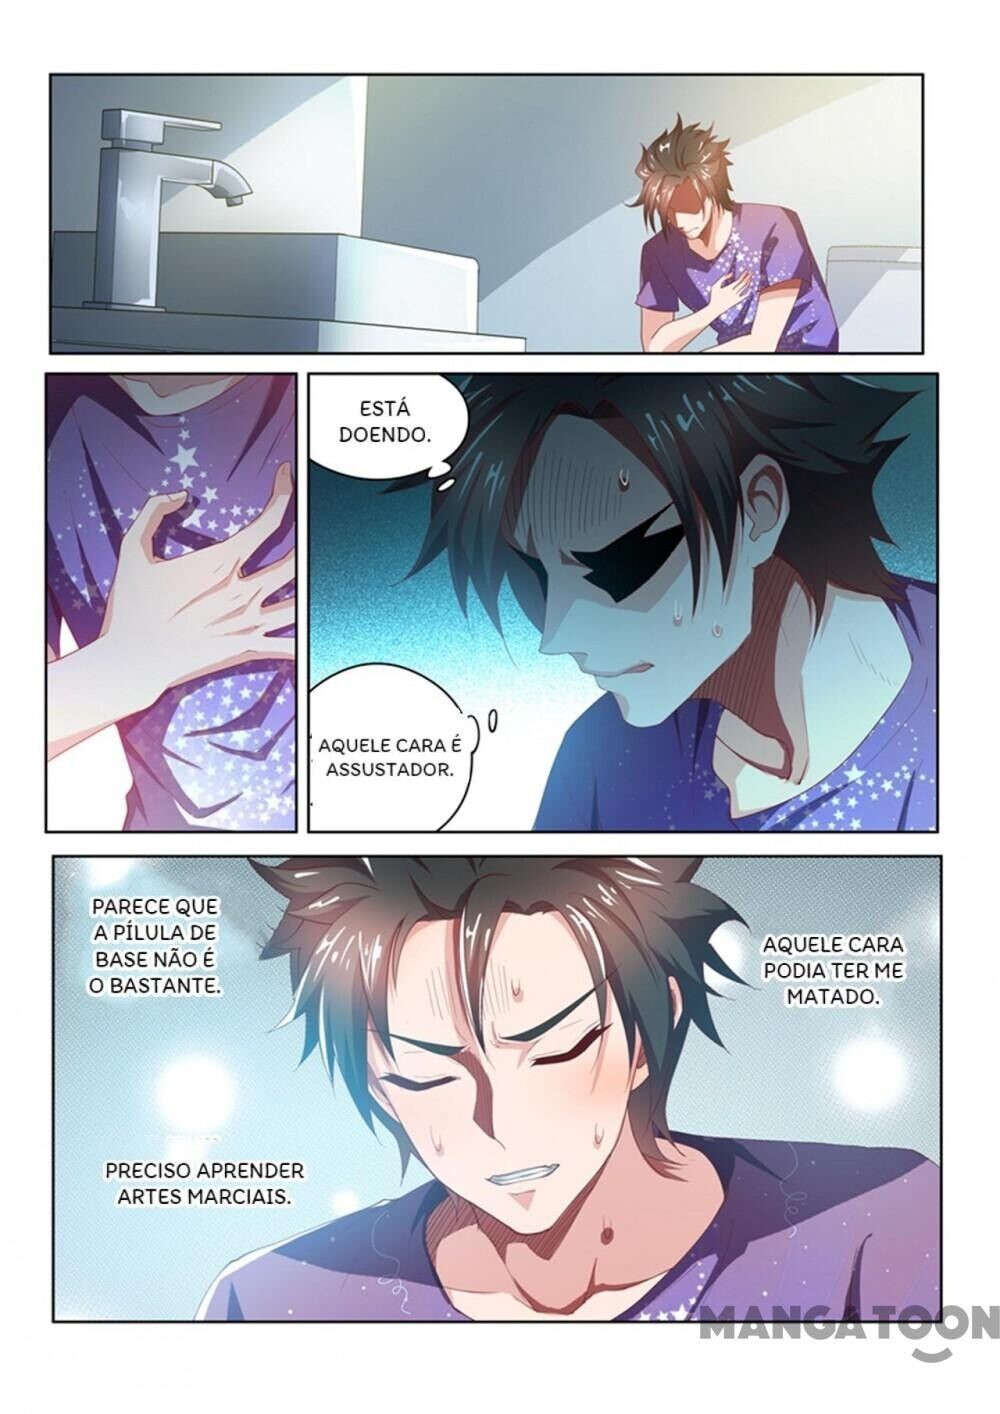 ESTÁ
DOENDO.
AQUELE CARA É
ASSUSTADOR.
PARECE QUE
A PÍLULA DE
BASE NÃO É
O BASTANTE.
AQUELE CARA
PODIA TER ME
MATADO.
PRECISO APRENDER
ARTES MARCIAIS.
MANGATOON